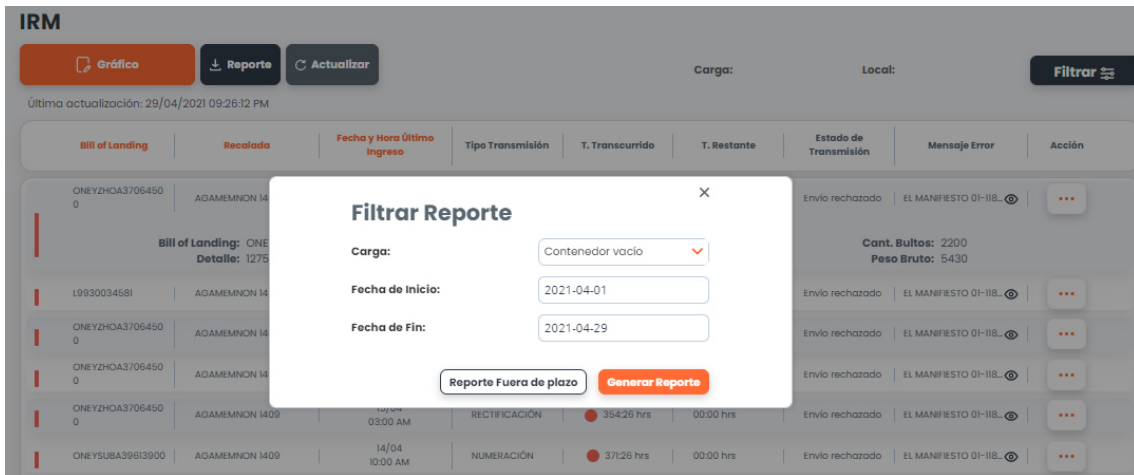 IRM
Gráfico
Reporte
Actualizar
Carga:
Local:
Filtrar
Última actualización: 29/04/2021 09:26:12 PM
Bill of Landing
Recalada
Fecha y Hora Último
Ingreso
Tipo Transmisión
T. Transcurrido
T. Restante
Estado de
Transmisión
Mensaje Error
Acción
ONEYZHOA3706450
0
AGAMEMNON 14
Envío rechazado
EL MANIFIESTO 01-118...
Bill of Landing: ONE
Detalle: 1275
Cant. Bultos: 2200
Peso Bruto: 5430
Filtrar Reporte
Carga:
Contenedor vacío
Fecha de Inicio:
2021-04-01
Fecha de Fin:
2021-04-29
Reporte Fuera de plazo
Generar Reporte
L993003458I
AGAMEMNON 14
Envío rechazado
EL MANIFIESTO 01-118...
ONEYZHOA3706450
0
AGAMEMNON 14
Envío rechazado
EL MANIFIESTO 01-118...
ONEYZHOA3706450
0
AGAMEMNON 14
Envío rechazado
EL MANIFIESTO 01-118...
ONEYZHOA3706450
0
AGAMEMNON 1409
03:00 AM
RECTIFICACIÓN
354:26 hrs
00:00 hrs
Envío rechazado
EL MANIFIESTO 01-118...
ONEYSUBA39613900
AGAMEMNON 1409
14/04
10:00 AM
NUMERACIÓN
371:26 hrs
00:00 hrs
Envío rechazado
EL MANIFIESTO 01-118...